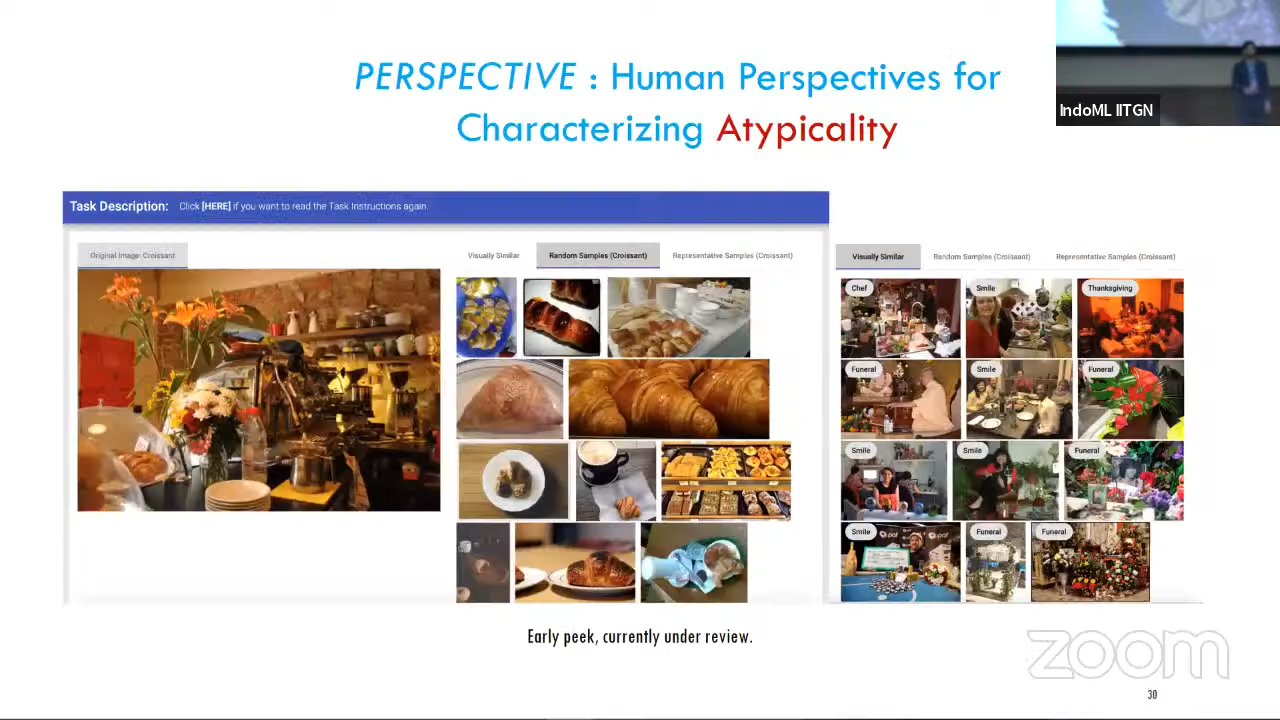 PERSPECTIVE : Human Perspectives for
Characterizing Atypicality
IndoML IITGN
Task Description: Click [HERE] if you want to read the Task Instructions again.
Original Image: Croissant
Visually Similar
Random Samples (Croissant)
Representative Samples (Croissant)
Visually Similar
Random Samples (Croissant)
Representative Samples (Croissant)
Chef
Smile
Thanksgiving
Funeral
Smile
Funeral
Smile
Smile
Funeral
Smile
Funeral
Funeral
Early peek, currently under review.
zoom
30